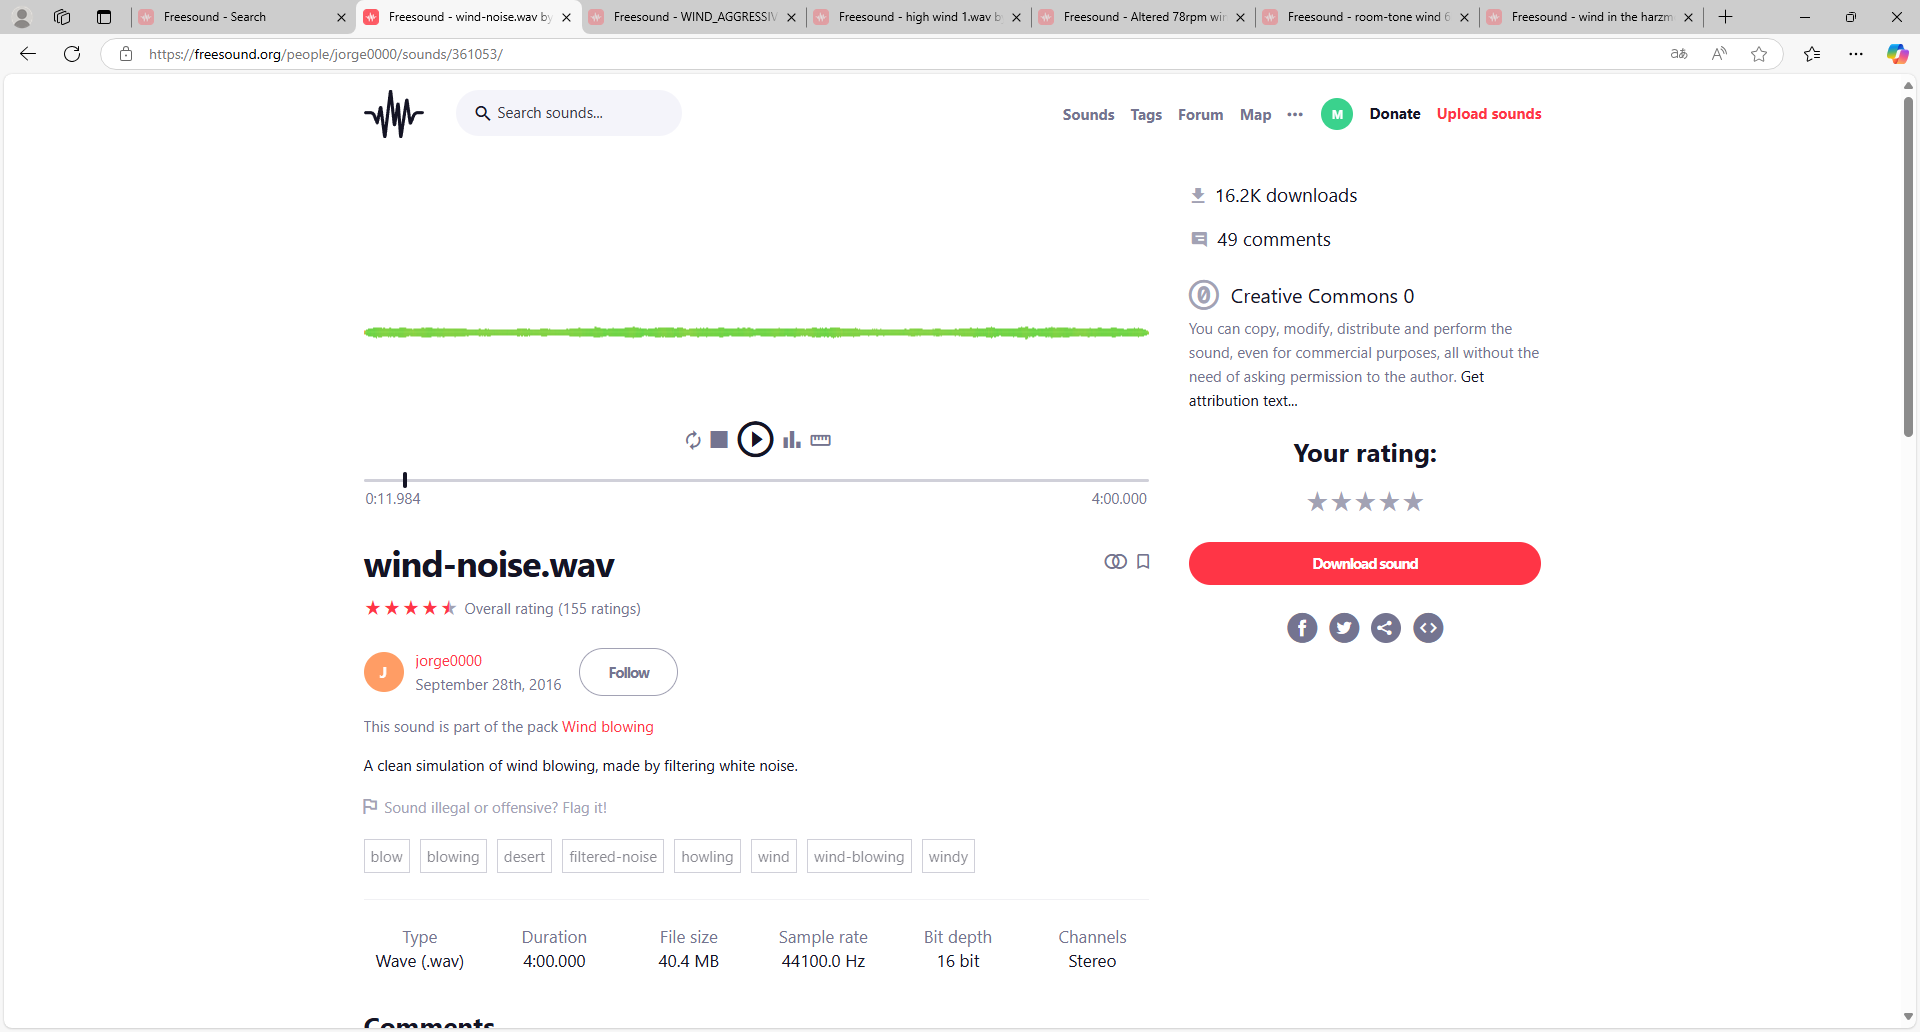 Freesound - Search
Freesound - wind-noise.wav by
Freesound - WIND_AGGRESSIV
Freesound - high wind 1.wav b
Freesound - Altered 78rpm win
Freesound - room-tone wind 6
Freesound - wind in the harzm
https://freesound.org/people/jorge0000/sounds/361053/
Search sounds...
Sounds
Tags
Forum
Map
M
Donate
Upload sounds
16.2K downloads
49 comments
Creative Commons 0
You can copy, modify, distribute and perform the
sound, even for commercial purposes, all without the
need of asking permission to the author. Get
attribution text...
0:11.984
4:00.000
Your rating:
Download sound
wind-noise.wav
Overall rating (155 ratings)
J
jorge0000
September 28th, 2016
Follow
This sound is part of the pack Wind blowing
A clean simulation of wind blowing, made by filtering white noise.
Sound illegal or offensive? Flag it!
blow
blowing
desert
filtered-noise
howling
wind
wind-blowing
windy
Type
Wave (.wav)
Duration
4:00.000
File size
40.4 MB
Sample rate
44100.0 Hz
Bit depth
16 bit
Channels
Stereo
Comments